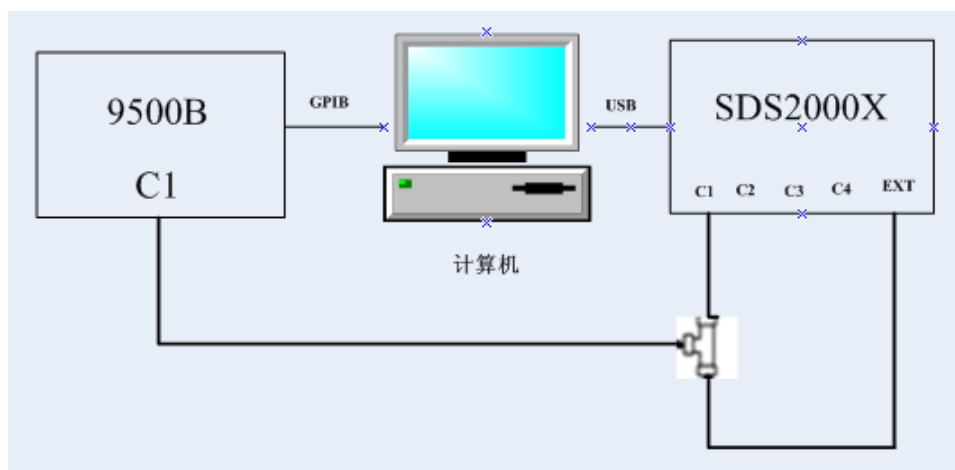 9500B
C1
GPIB
USB
SDS2000X
C1 C2 C3 C4 EXT
计算机